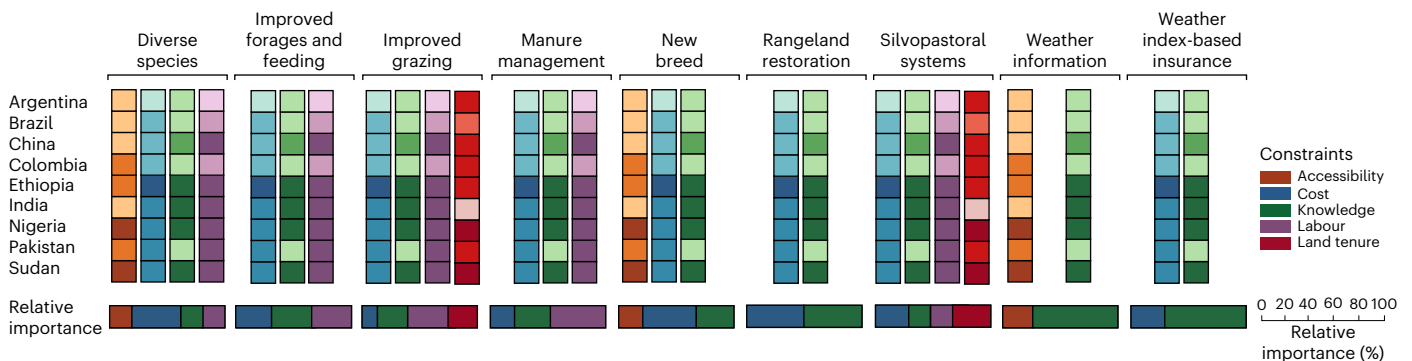 Diverse
species
Improved
forages and
feeding
Improved
grazing
Manure
management
New
breed
Rangeland
restoration
Silvopastoral
systems
Weather
information
Weather
index-based
insurance
Argentina
Brazil
China
Colombia
Ethiopia
India
Nigeria
Pakistan
Sudan
Relative
importance
Constraints
Accessibility
Cost
Knowledge
Labour
Land tenure
0 20 40 60 80 100
Relative
importance (%)